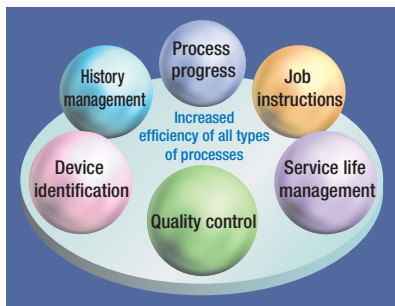 Process
progress
History
management
Job
instructions
Increased
efficiency of all types
of processes
Device
identification
Service life
management
Quality control